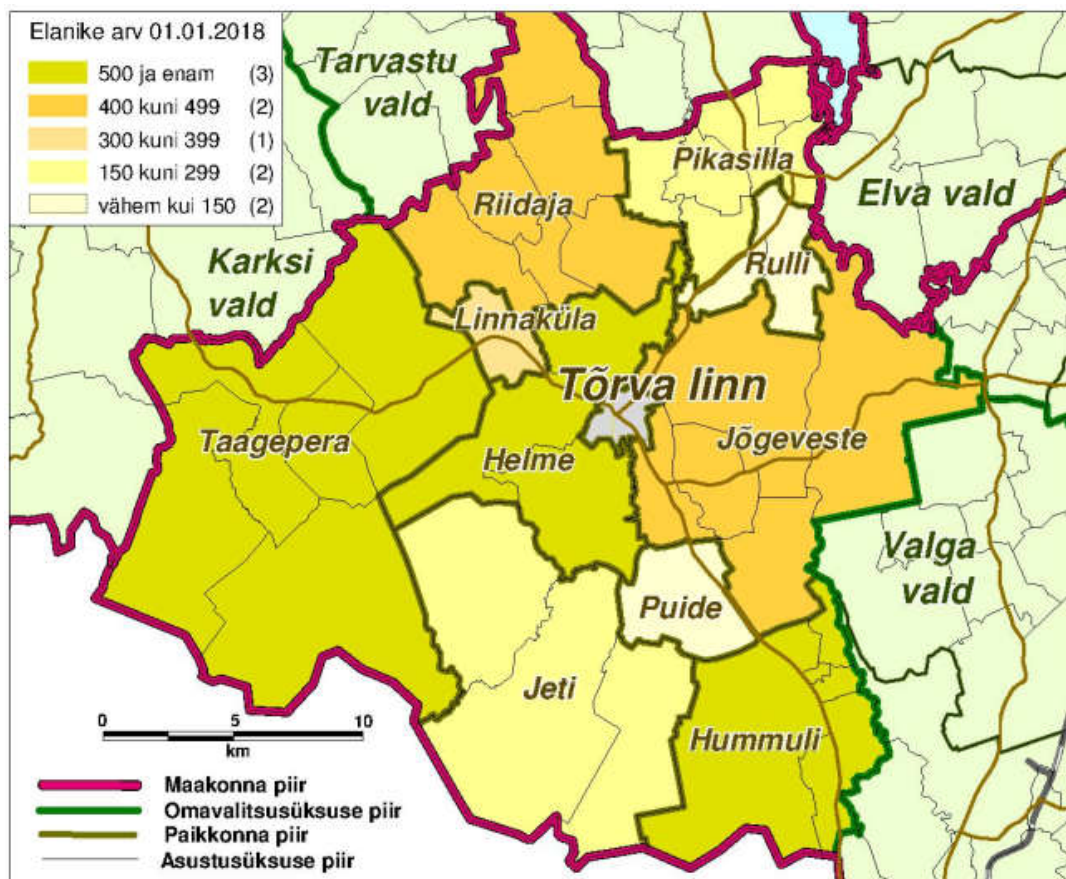 Elanike arv 01.01.2018
500 ja enam (3)
400 kuni 499 (2)
300 kuni 399 (1)
150 kuni 299 (2)
vähem kui 150 (2)
Tarvastu
vald
Pikasilla
Elva vald
Riidaja
Karksi
vald
Rulli
Linnaküla
Tõrva linn
Taagepera
Helme
Jõgeveste
Valga
vald
Puide
Jeti
Hummuli
0 5 10
km
Maakonna piir
Omavalitsusüksuse piir
Paikkonna piir
Asustusüksuse piir